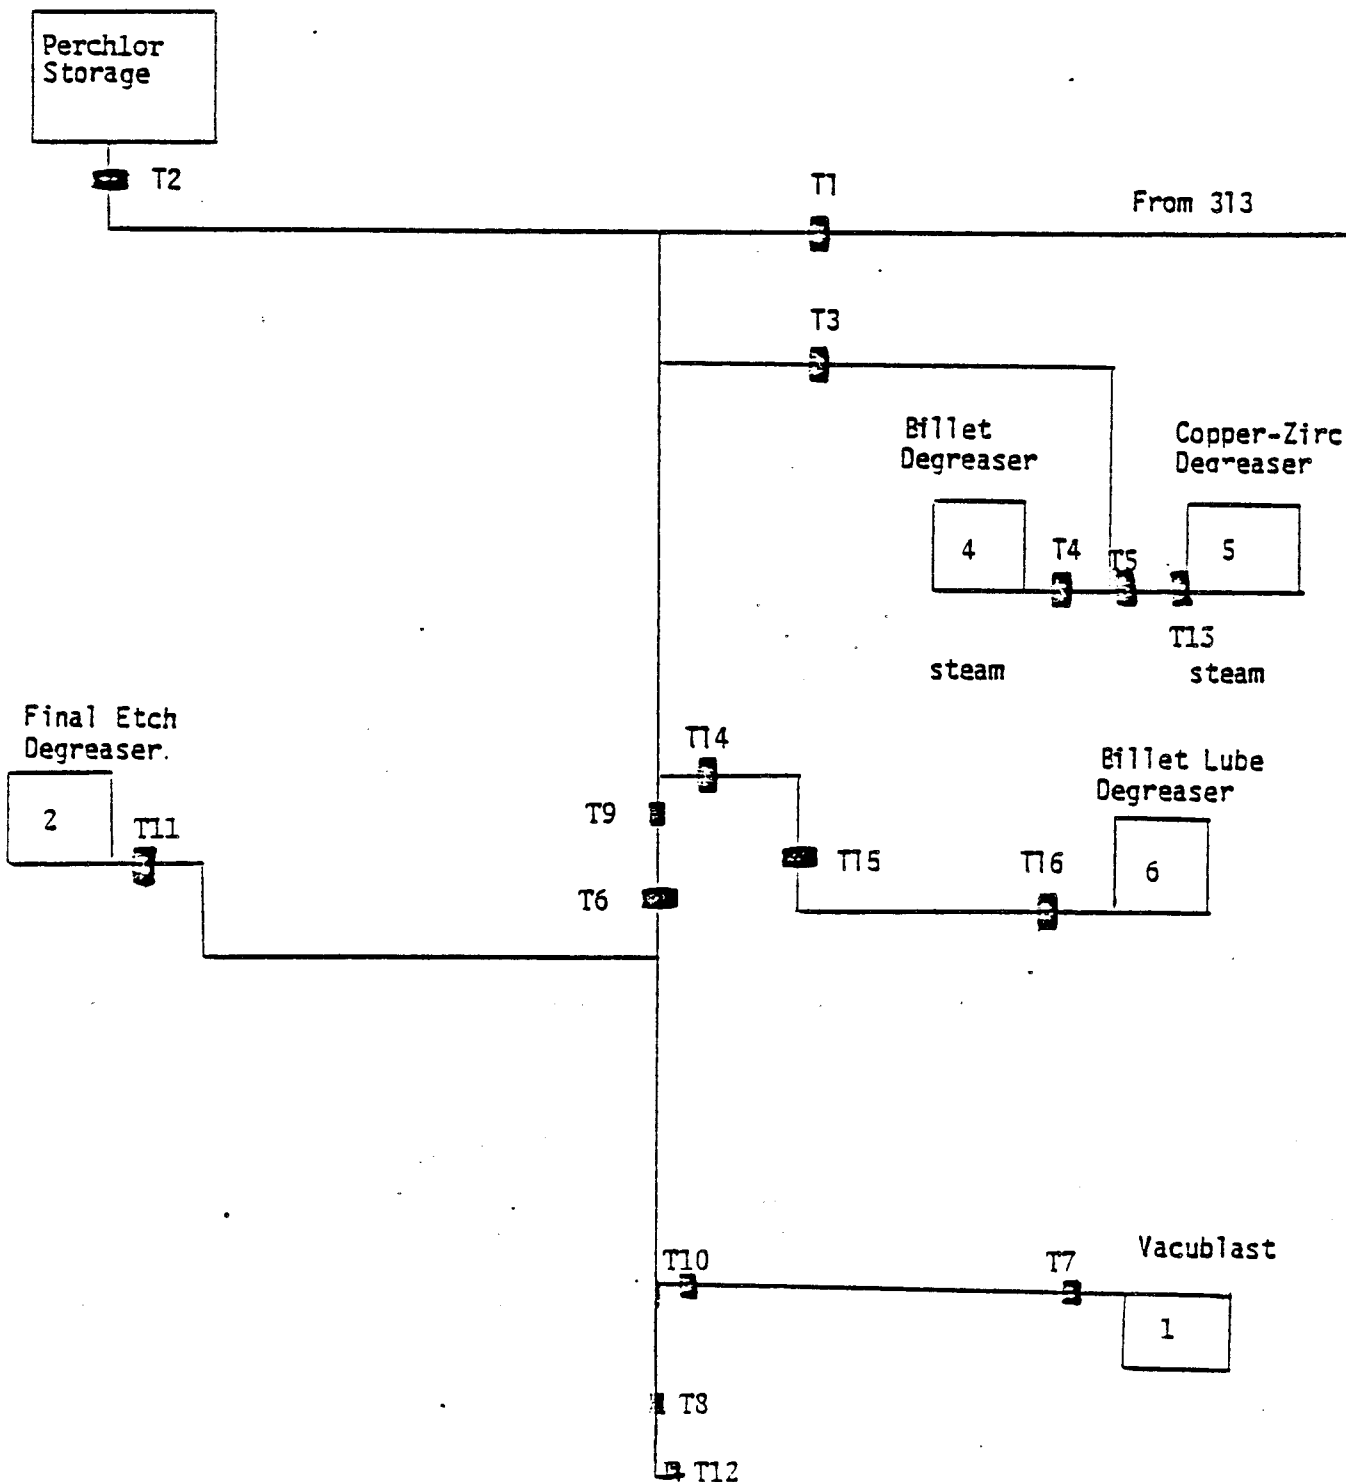 Perchlor
Storage
T2
T1
From 313
T3
Billet
Degreaser
Copper-Zirc
Degreaser
4
T4
T5
5
T13
steam
steam
Final Etch
Degreaser.
T14
Billet Lube
Degreaser
2
T11
T9
T15
T16
6
T6
T10
T7
Vacublast
1
T8
T12